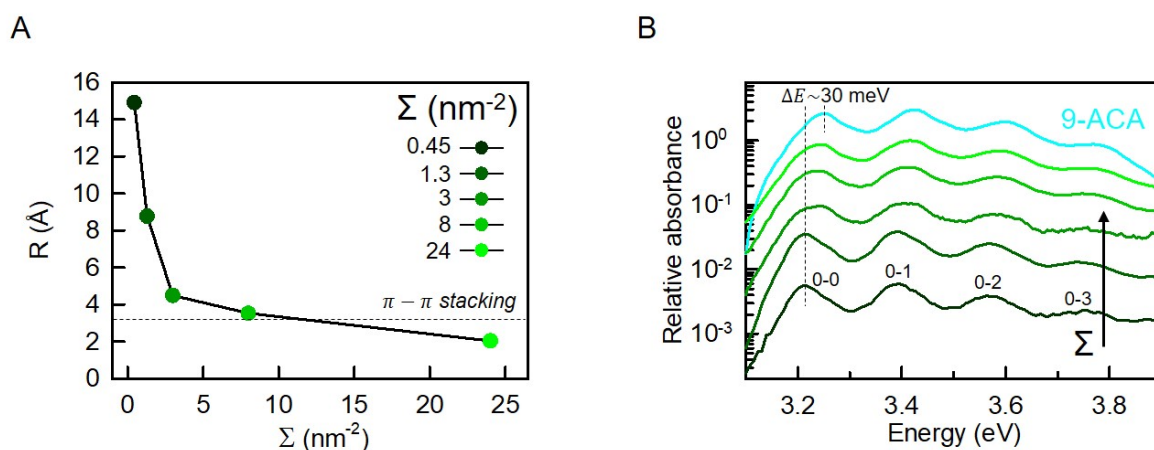 A
B
16
14
12
10
8
6
4
2
0
R (Å)
Σ (nm-2)
0.45
1.3
3
8
24
π − π stacking
0
5
10
15
20
25
Σ (nm-2)
ΔE~30 meV
9-ACA
10^0
10^-1
10^-2
10^-3
Relative absorbance
0-0
0-1
0-2
0-3
Σ
3.2
3.4
3.6
3.8
Energy (eV)